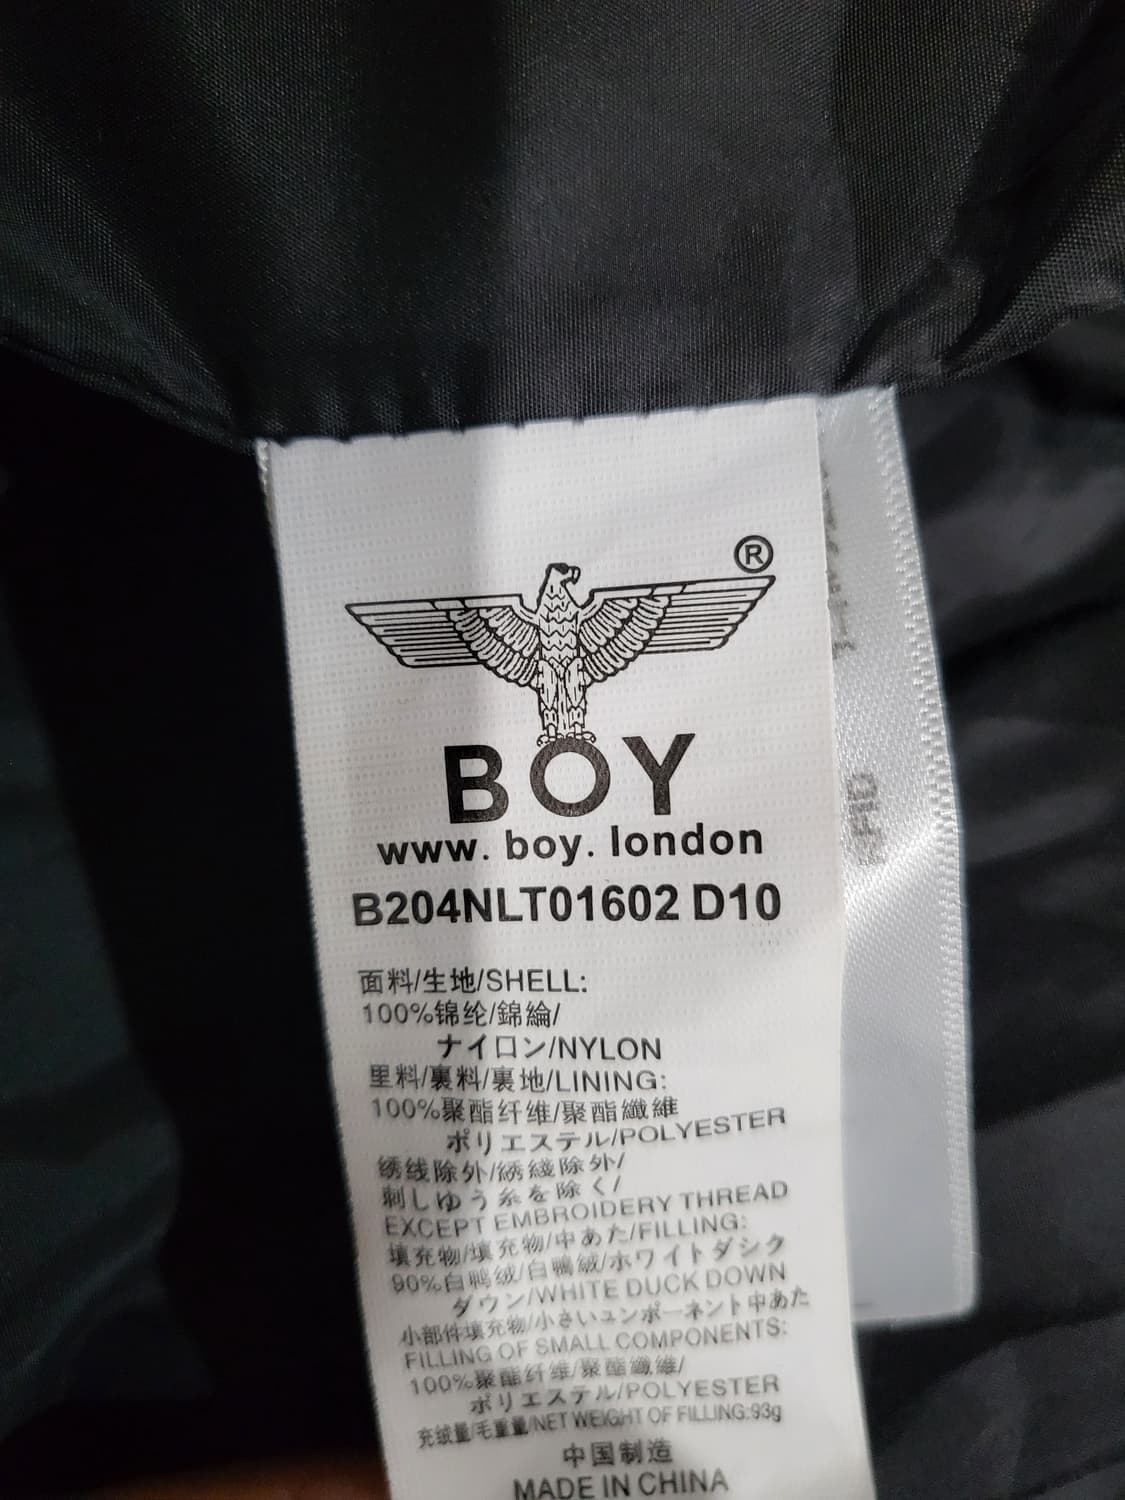 ®
BOY
www. boy. london
B204NLT01602 D10
面料/生地/SHELL:
100%锦纶/錦綸/
ナイロン/NYLON
里料/裏料/裏地/LINING:
100%聚酯纤维/聚酯纖維
ポリエステル/POLYESTER
绣线除外/綉綫除外/
刺しゆう糸を除く/
EXCEPT EMBROIDERY THREAD
填充物/填充物/中あた/FILLING:
90%白鸭绒/白鴨絨/ホワイトダシク
ダウン/WHITE DUCK DOWN
小部件填充物/小さいュンポーネント中あた
FILLING OF SMALL COMPONENTS:
100%聚酯纤维/聚酯纖維/
ポリエステル/POLYESTER
充绒量/毛重量/NET WEIGHT OF FILLING:93g
中国制造
MADE IN CHINA